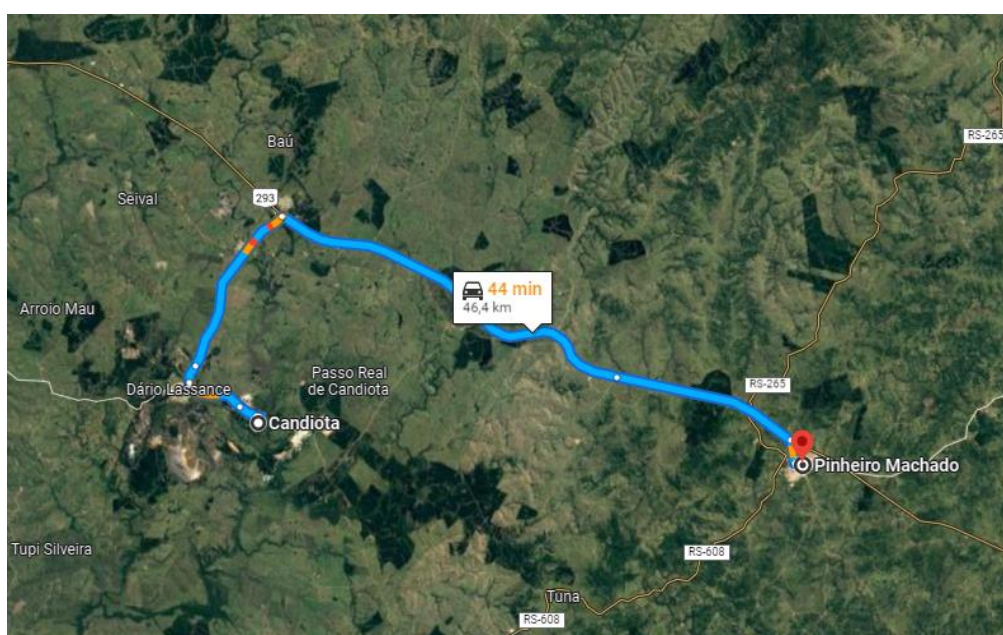 RS-265
Baú
Seival
293
44 min
46,4 km
Arroio Mau
Passo Real
de Candiota
Dário Lassance
RS-265
Candiota
Pinheiro Machado
Tupi Silveira
RS-608
Tuna
RS-608